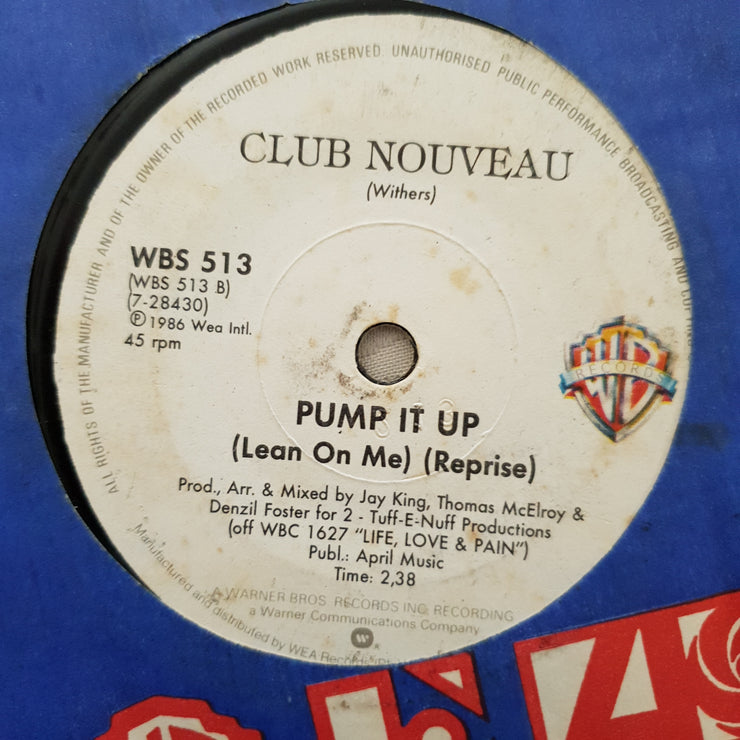 ALL RIGHTS OF THE MANUFACTURER AND OF THE OWNER OF THE RECORDED WORK RESERVED. UNAUTHORISED PUBLIC PERFORMANCE BROADCASTING AND
CLUB NOUVEAU
(Withers)
WBS 513
(WBS 513 B)
(7-28430)
℗ 1986 Wea Intl.
45 rpm
WB
RECORDS
PUMP IT UP
(Lean On Me) (Reprise)
Prod., Arr. & Mixed by Jay King, Thomas McElroy &
Denzil Foster for 2 - Tuff-E-Nuff Productions
(off WBC 1627 "LIFE, LOVE & PAIN")
Publ.: April Music
Time: 2,38
A WARNER BROS. RECORDS INC. RECORDING
a Warner Communications Company
Manufactured and distributed by WEA Records